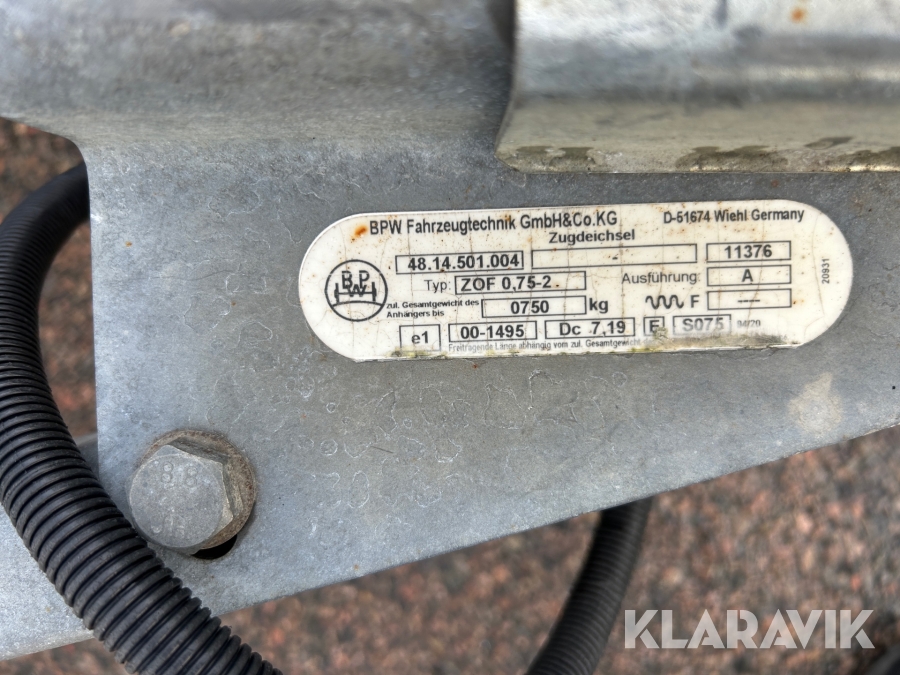 BPW Fahrzeugtechnik GmbH&Co.KG D-51674 Wiehl Germany
Zugdeichsel
48.14.501.004 11376
Typ: ZOF 0,75-2 Ausführung: A
zul. Gesamtgewicht des
Anhängers bis 0750 kg F ----
e1 00-1495 Dc 7,19 E S075 04/20
Freitragende Länge abhängig vom zul. Gesamtgewicht
20931
BPW
88
KLARAVIK